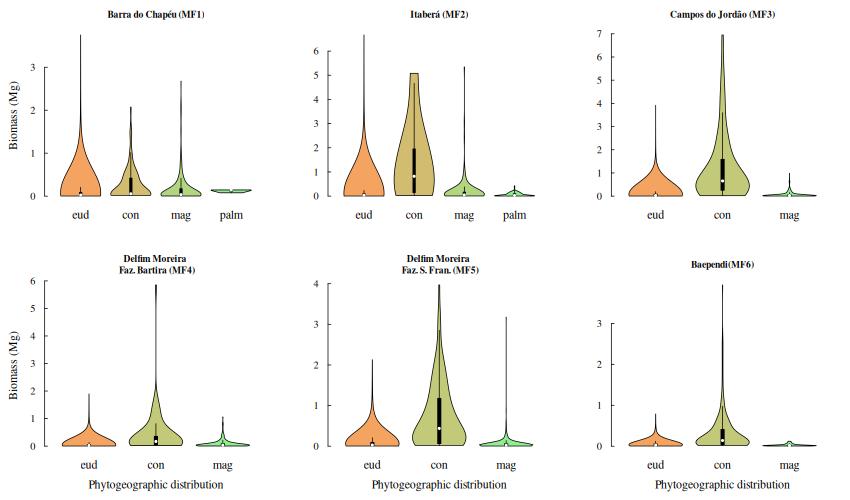 Barra do Chapéu (MF1)
Itaberá (MF2)
Campos do Jordão (MF3)
Biomass (Mg)
3
2
1
0
eud con mag palm
6
5
4
3
2
1
0
eud con mag palm
7
6
5
4
3
2
1
0
eud con mag
Delfim Moreira
Faz. Bartira (MF4)
Delfim Moreira
Faz. S. Fran. (MF5)
Baependi(MF6)
Biomass (Mg)
6
5
4
3
2
1
0
eud con mag
Phytogeographic distribution
4
3
2
1
0
eud con mag
Phytogeographic distribution
3
2
1
0
eud con mag
Phytogeographic distribution